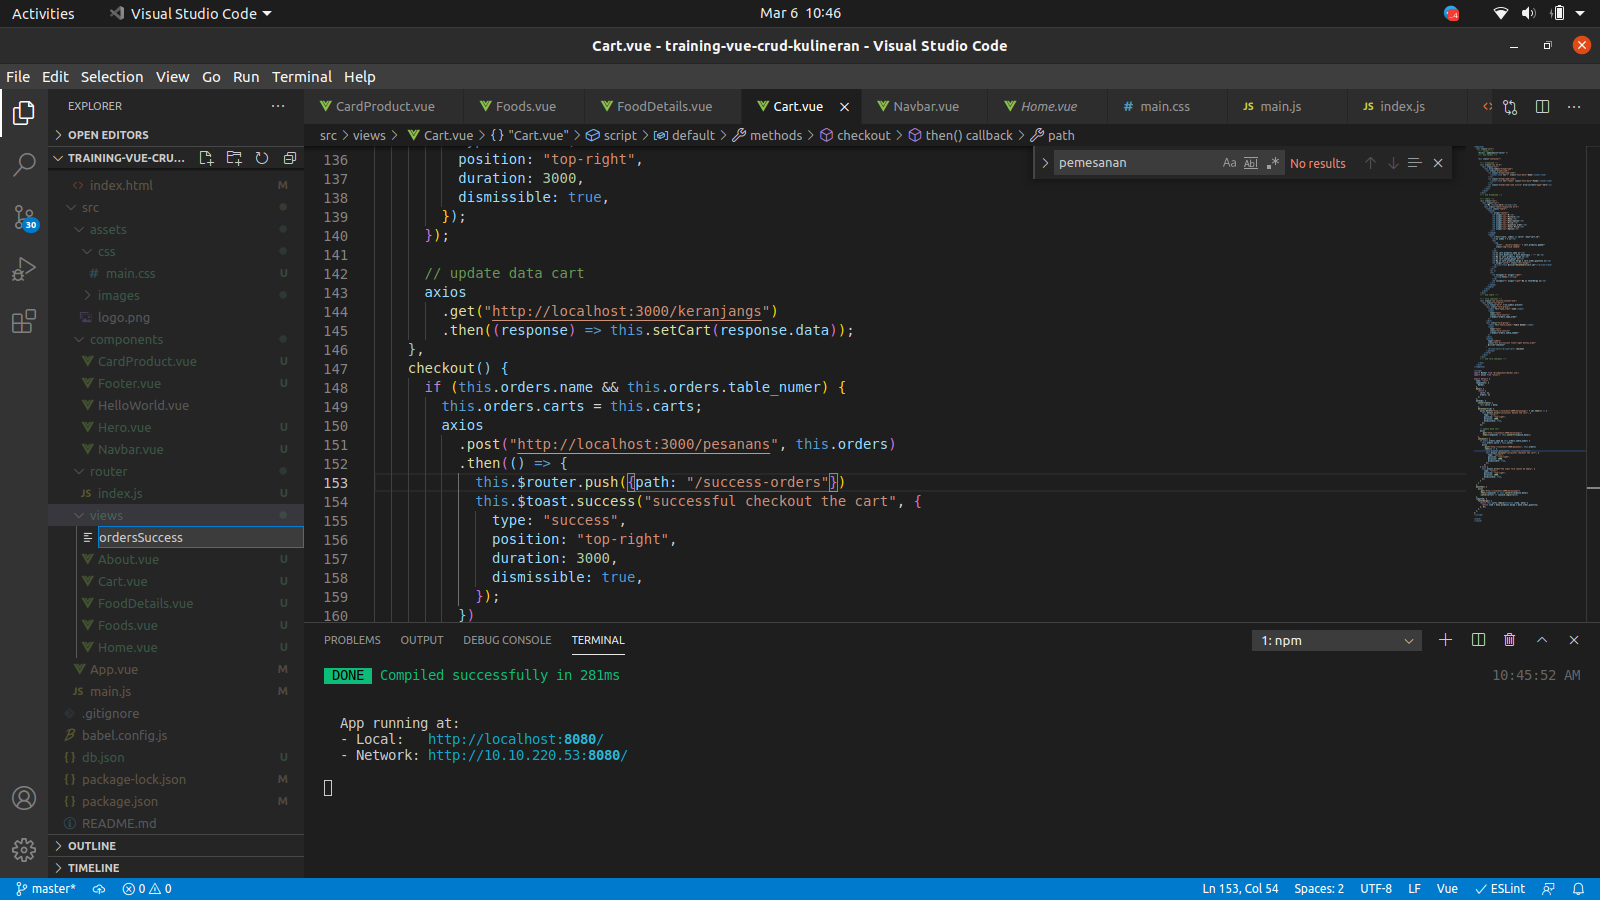 Activities
Visual Studio Code
Mar 6 10:46
Cart.vue - training-vue-crud-kulineran - Visual Studio Code
File Edit Selection View Go Run Terminal Help
EXPLORER
CardProduct.vue
Foods.vue
FoodDetails.vue
Cart.vue
Navbar.vue
Home.vue
# main.css
JS main.js
JS index.js
OPEN EDITORS
src > views > Cart.vue > {} "Cart.vue" > script > default > methods > checkout > then() callback > path
TRAINING-VUE-CRU...
pemesanan
Aa
Abl
No results
index.html M
src
assets
css
# main.css U
images
logo.png
components
CardProduct.vue U
Footer.vue U
HelloWorld.vue
Hero.vue U
Navbar.vue U
router
JS index.js U
views
ordersSuccess
About.vue U
Cart.vue U
FoodDetails.vue U
Foods.vue U
Home.vue U
App.vue M
JS main.js M
.gitignore
babel.config.js
{} db.json U
{} package-lock.json M
{} package.json M
README.md
OUTLINE
TIMELINE
30
136 position: "top-right",
137 duration: 3000,
138 dismissible: true,
139 });
140 });
141
142 // update data cart
143 axios
144 .get("http://localhost:3000/keranjangs")
145 .then((response) => this.setCart(response.data));
146 },
147 checkout() {
148 if (this.orders.name && this.orders.table_numer) {
149 this.orders.carts = this.carts;
150 axios
151 .post("http://localhost:3000/pesanans", this.orders)
152 .then(() => {
153 this.$router.push({path: "/success-orders"})
154 this.$toast.success("successful checkout the cart", {
155 type: "success",
156 position: "top-right",
157 duration: 3000,
158 dismissible: true,
159 });
160 })
PROBLEMS OUTPUT DEBUG CONSOLE TERMINAL
1: npm
DONE Compiled successfully in 281ms
10:45:52 AM
App running at:
- Local: http://localhost:8080/
- Network: http://10.10.220.53:8080/
master*
0 0
Ln 153, Col 54
Spaces: 2
UTF-8
LF
Vue
ESLint